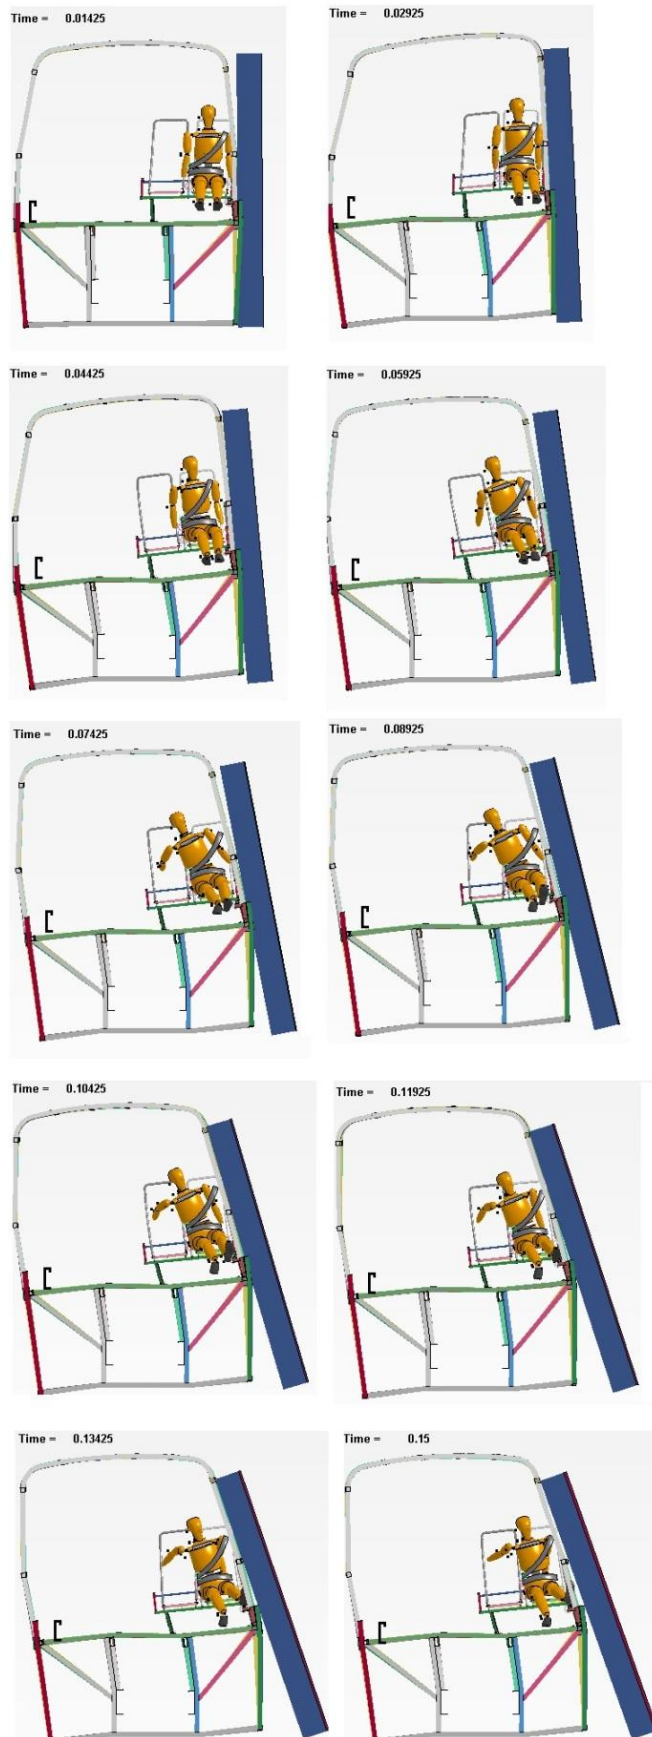 Time = 0.01425
Time = 0.02925
Time = 0.04425
Time = 0.05925
Time = 0.07425
Time = 0.08925
Time = 0.10425
Time = 0.11925
Time = 0.13425
Time = 0.15